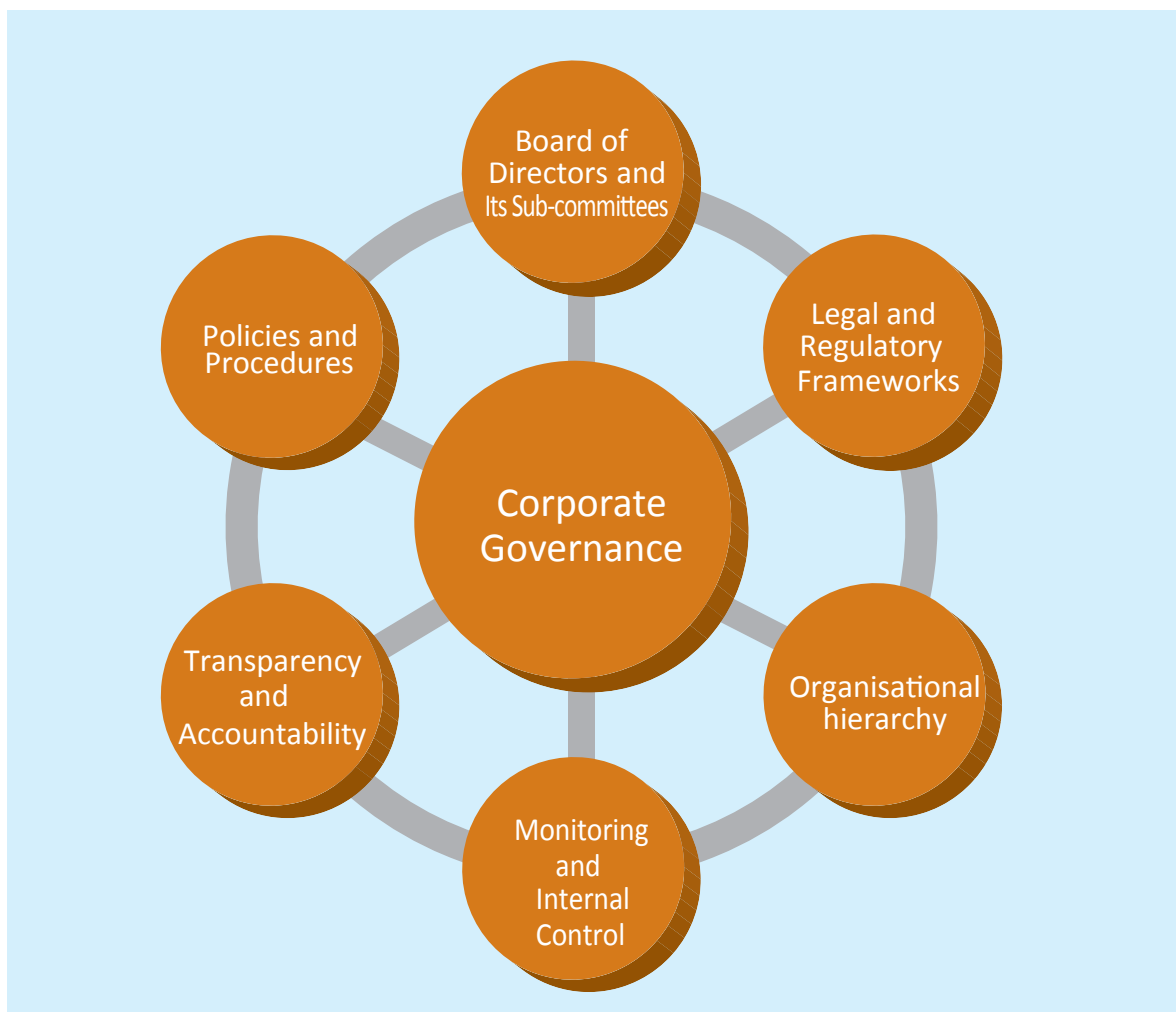 Board of
Directors and
Its Sub-committees
Legal and
Regulatory
Frameworks
Policies and
Procedures
Corporate
Governance
Transparency
and
Accountability
Organisational
hierarchy
Monitoring
and
Internal
Control